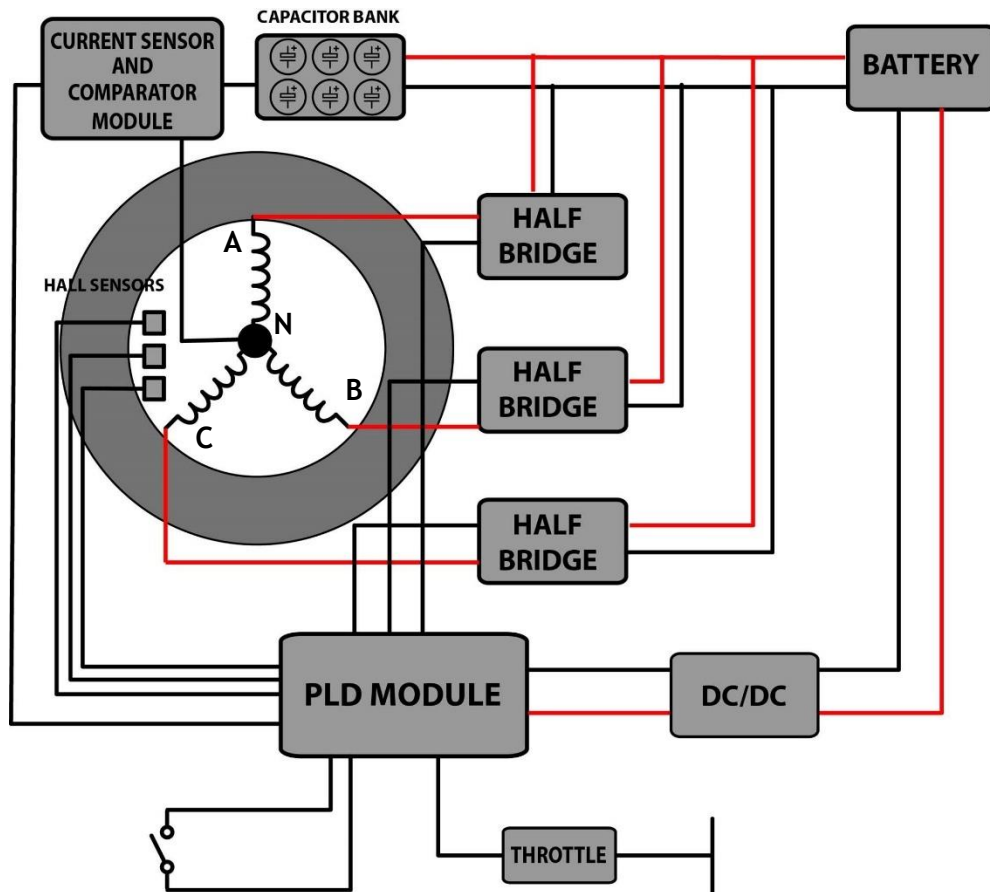 CAPACITOR BANK
CURRENT SENSOR
AND
COMPARATOR
MODULE
BATTERY
HALF
BRIDGE
A
HALL SENSORS
N
HALF
BRIDGE
B
C
HALF
BRIDGE
PLD MODULE
DC/DC
THROTTLE